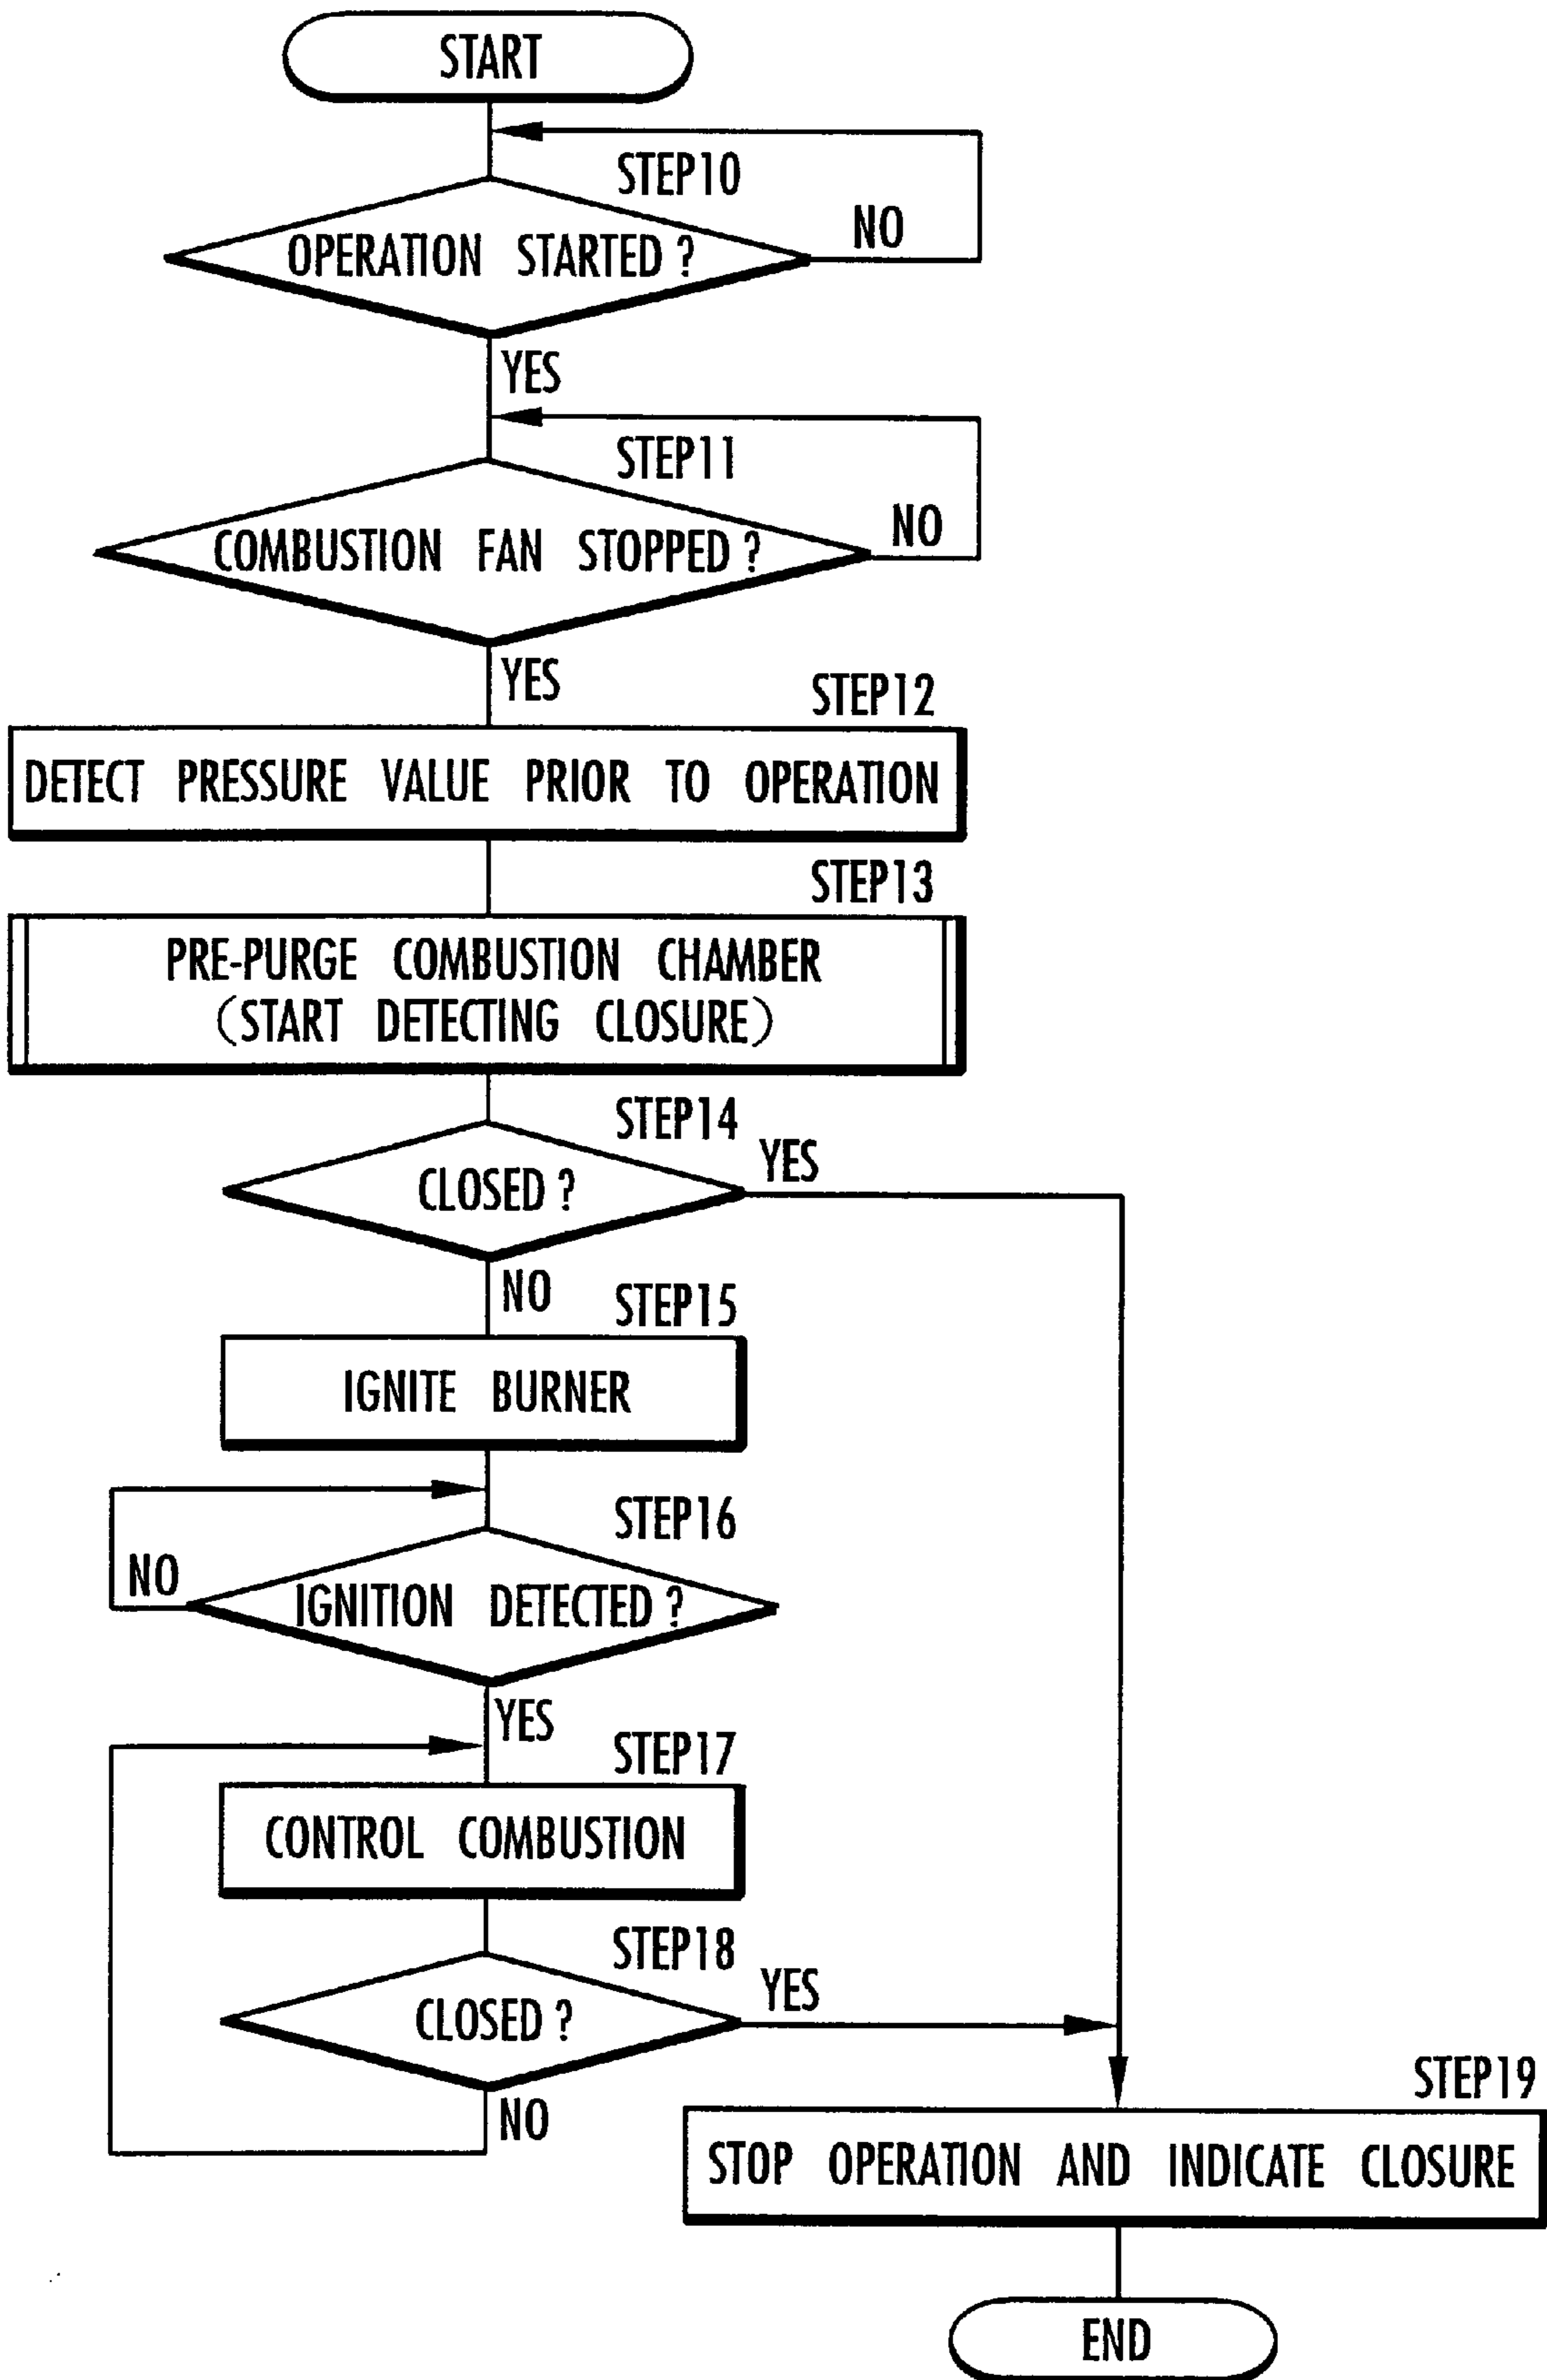 START
STEP10
OPERATION STARTED ?
NO
YES
STEP11
COMBUSTION FAN STOPPED ?
NO
YES
STEP12
DETECT PRESSURE VALUE PRIOR TO OPERATION
STEP13
PRE-PURGE COMBUSTION CHAMBER
(START DETECTING CLOSURE)
STEP14
CLOSED ?
YES
NO
STEP15
IGNITE BURNER
STEP16
NO
IGNITION DETECTED ?
YES
STEP17
CONTROL COMBUSTION
STEP18
CLOSED ?
YES
NO
STEP19
STOP OPERATION AND INDICATE CLOSURE
END